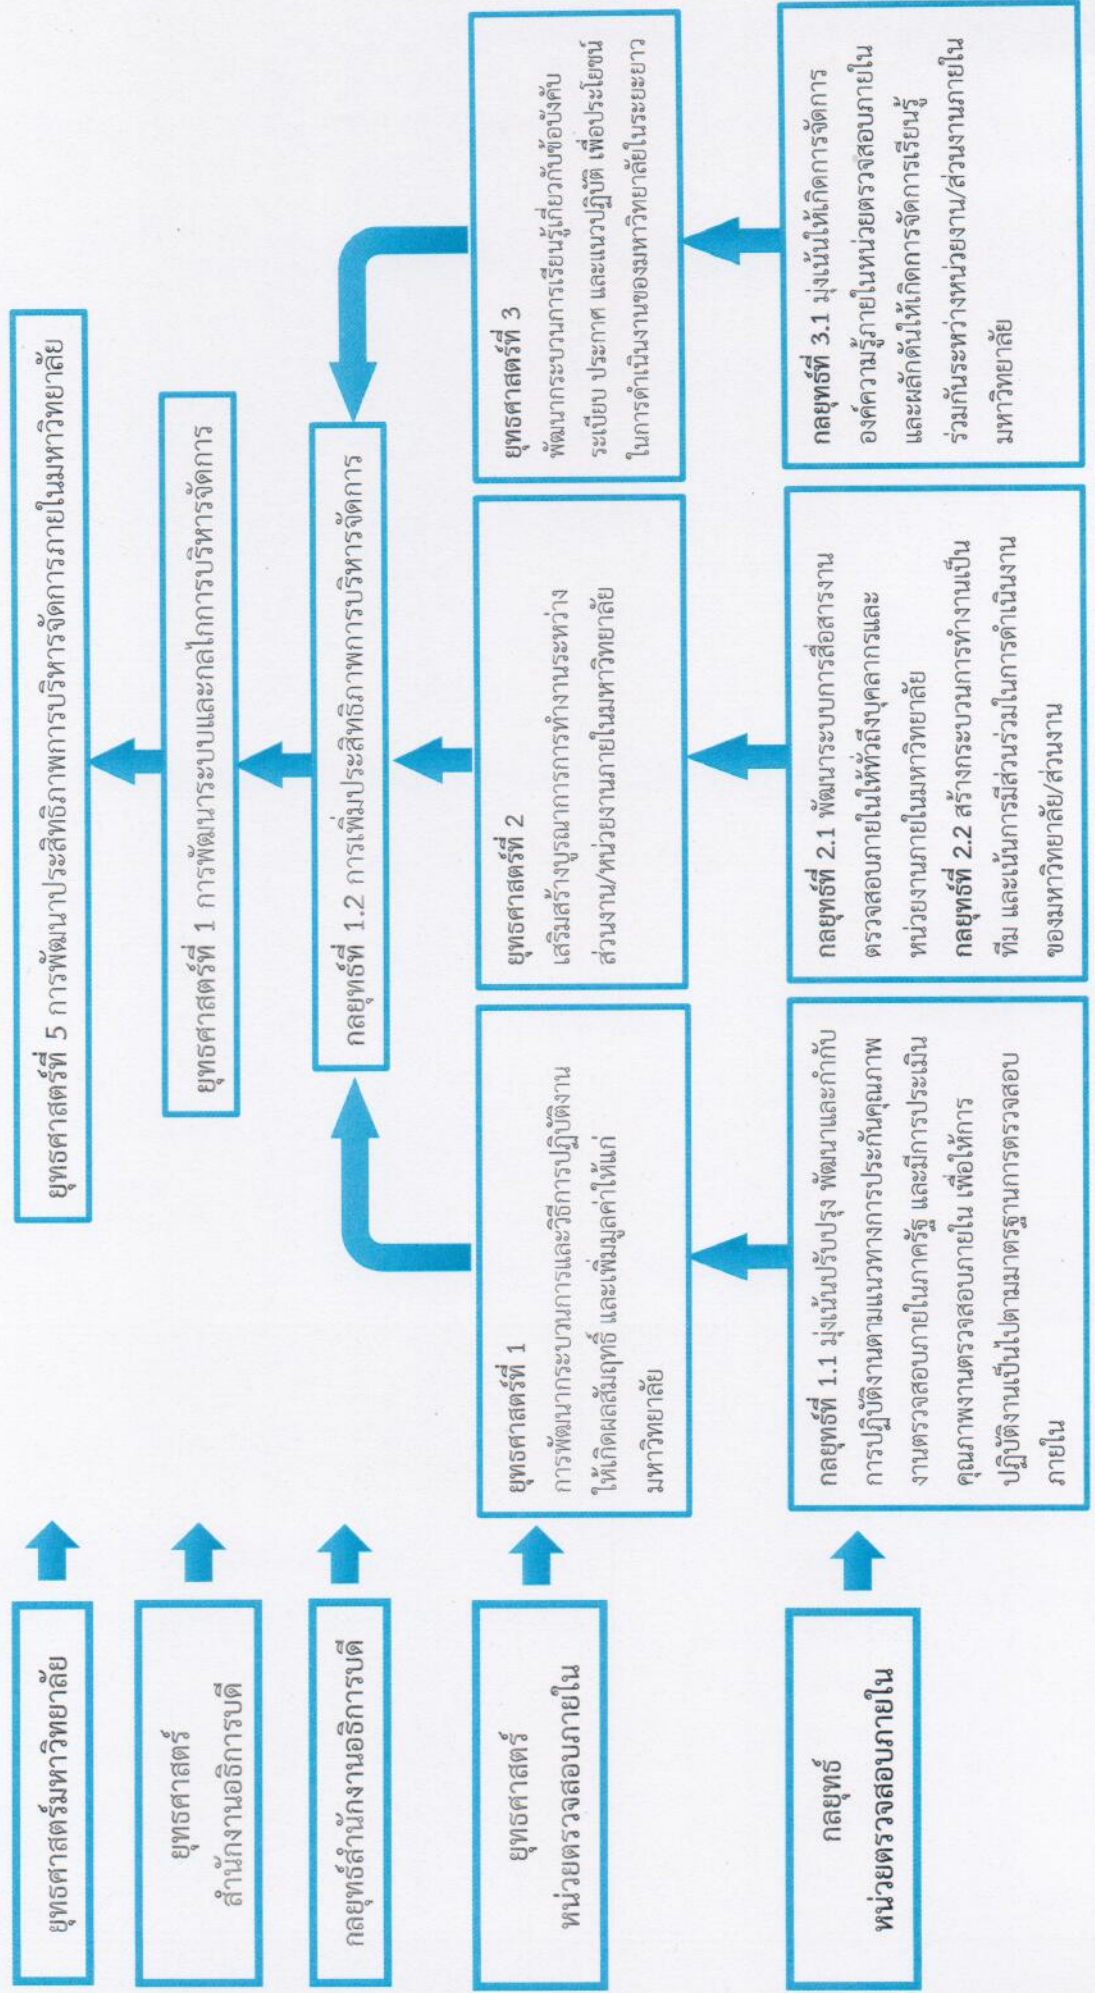 ยุทธศาสตร์มหาวิทยาลัย
ยุทธศาสตร์ที่ 5 การพัฒนาประสิทธิภาพการบริหารจัดการภายในมหาวิทยาลัย
ยุทธศาสตร์
สำนักงานอธิการบดี
ยุทธศาสตร์ที่ 1 การพัฒนาระบบและกลไกการบริหารจัดการ
กลยุทธ์สำนักงานอธิการบดี
กลยุทธ์ที่ 1.2 การเพิ่มประสิทธิภาพการบริหารจัดการ
ยุทธศาสตร์
หน่วยตรวจสอบภายใน
ยุทธศาสตร์ที่ 1
การพัฒนากระบวนการและวิธีการปฏิบัติงาน
ให้เกิดผลสัมฤทธิ์ และเพิ่มมูลค่าให้แก่
มหาวิทยาลัย
ยุทธศาสตร์ที่ 2
เสริมสร้างบูรณาการการทำงานระหว่าง
ส่วนงาน/หน่วยงานภายในมหาวิทยาลัย
ยุทธศาสตร์ที่ 3
พัฒนากระบวนการเรียนรู้เกี่ยวกับข้อบังคับ
ระเบียบ ประกาศ และแนวปฏิบัติ เพื่อประโยชน์
ในการดำเนินงานของมหาวิทยาลัยในระยะยาว
กลยุทธ์
หน่วยตรวจสอบภายใน
กลยุทธ์ที่ 1.1 มุ่งเน้นปรับปรุง พัฒนาและกำกับ
การปฏิบัติงานตามแนวทางการประกันคุณภาพ
งานตรวจสอบภายในภาครัฐ และมีการประเมิน
คุณภาพงานตรวจสอบภายใน เพื่อให้การ
ปฏิบัติงานเป็นไปตามมาตรฐานการตรวจสอบ
ภายใน
กลยุทธ์ที่ 2.1 พัฒนาระบบการสื่อสารงาน
ตรวจสอบภายในให้ทั่วถึงบุคลากรและ
หน่วยงานภายในมหาวิทยาลัย
กลยุทธ์ที่ 2.2 สร้างกระบวนการทำงานเป็น
ทีม และเน้นการมีส่วนร่วมในการดำเนินงาน
ของมหาวิทยาลัย/ส่วนงาน
กลยุทธ์ที่ 3.1 มุ่งเน้นให้เกิดการจัดการ
องค์ความรู้ภายในหน่วยตรวจสอบภายใน
และผลักดันให้เกิดการจัดการเรียนรู้
ร่วมกันระหว่างหน่วยงาน/ส่วนงานภายใน
มหาวิทยาลัย